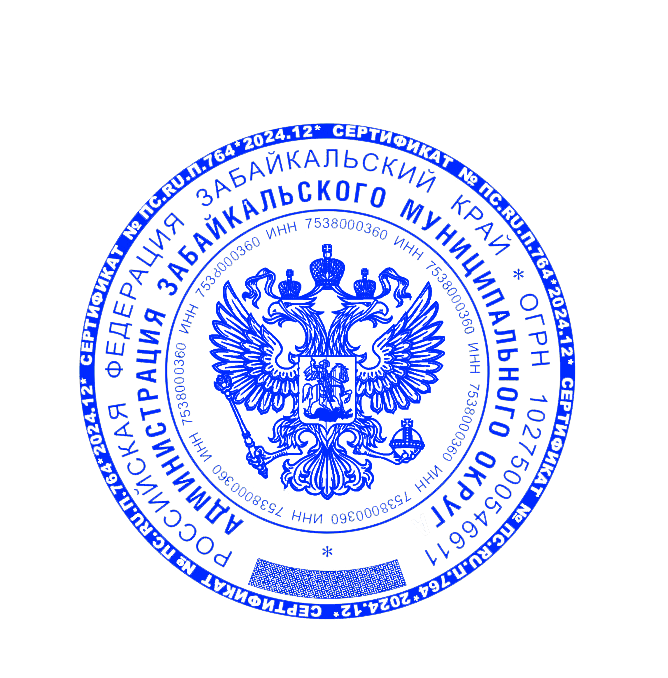 СЕРТИФИКАТ № ПС.RU.П.764*2024.12* СЕРТИФИКАТ № ПС.RU.П.764*2024.12* СЕРТИФИКАТ № ПС.RU.П.764*2024.12* СЕРТИФИКАТ № ПС.RU.П.764*2024.12*
РОССИЙСКАЯ ФЕДЕРАЦИЯ ЗАБАЙКАЛЬСКИЙ КРАЙ * ОГРН 1027500546611
АДМИНИСТРАЦИЯ ЗАБАЙКАЛЬСКОГО МУНИЦИПАЛЬНОГО ОКРУГ
*
ИНН 7538000360 ИНН 7538000360 ИНН 7538000360 ИНН 7538000360 ИНН 7538000360 ИНН 7538000360 ИНН 7538000360 ИНН 7538000360